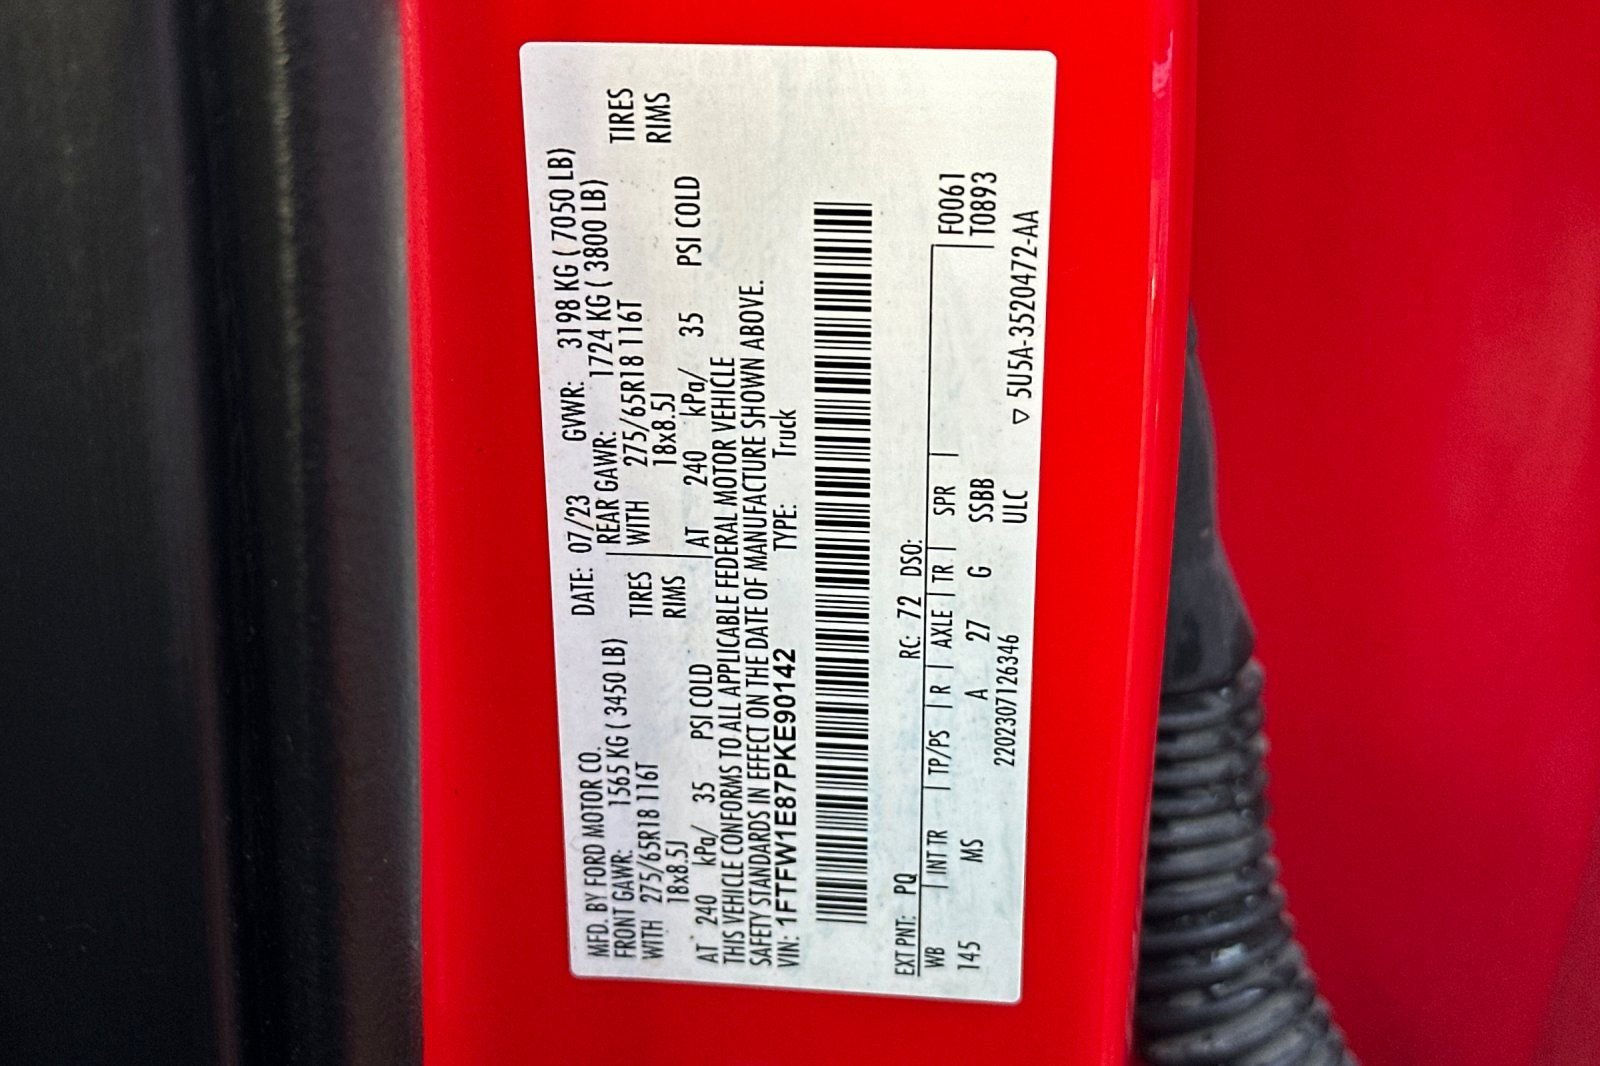 MFD. BY FORD MOTOR CO. DATE: 07/23 GVWR: 3198 KG ( 7050 LB)
FRONT GAWR: 1565 KG ( 3450 LB) REAR GAWR: 1724 KG ( 3800 LB)
WITH 275/65R18 116T TIRES WITH 275/65R18 116T TIRES
18x8.5J RIMS 18x8.5J RIMS
AT 240 kPa/ 35 PSI COLD AT 240 kPa/ 35 PSI COLD
THIS VEHICLE CONFORMS TO ALL APPLICABLE FEDERAL MOTOR VEHICLE
SAFETY STANDARDS IN EFFECT ON THE DATE OF MANUFACTURE SHOWN ABOVE.
VIN: 1FTFW1E87PKE90142 TYPE: Truck
EXT PNT: PQ RC: 72 DSO: F0061
WB INT TR TP/PS R AXLE TR SPR T0893
145 MS A 27 G SSBB
2202307126346 ULC ▽ 5U5A-3520472-AA